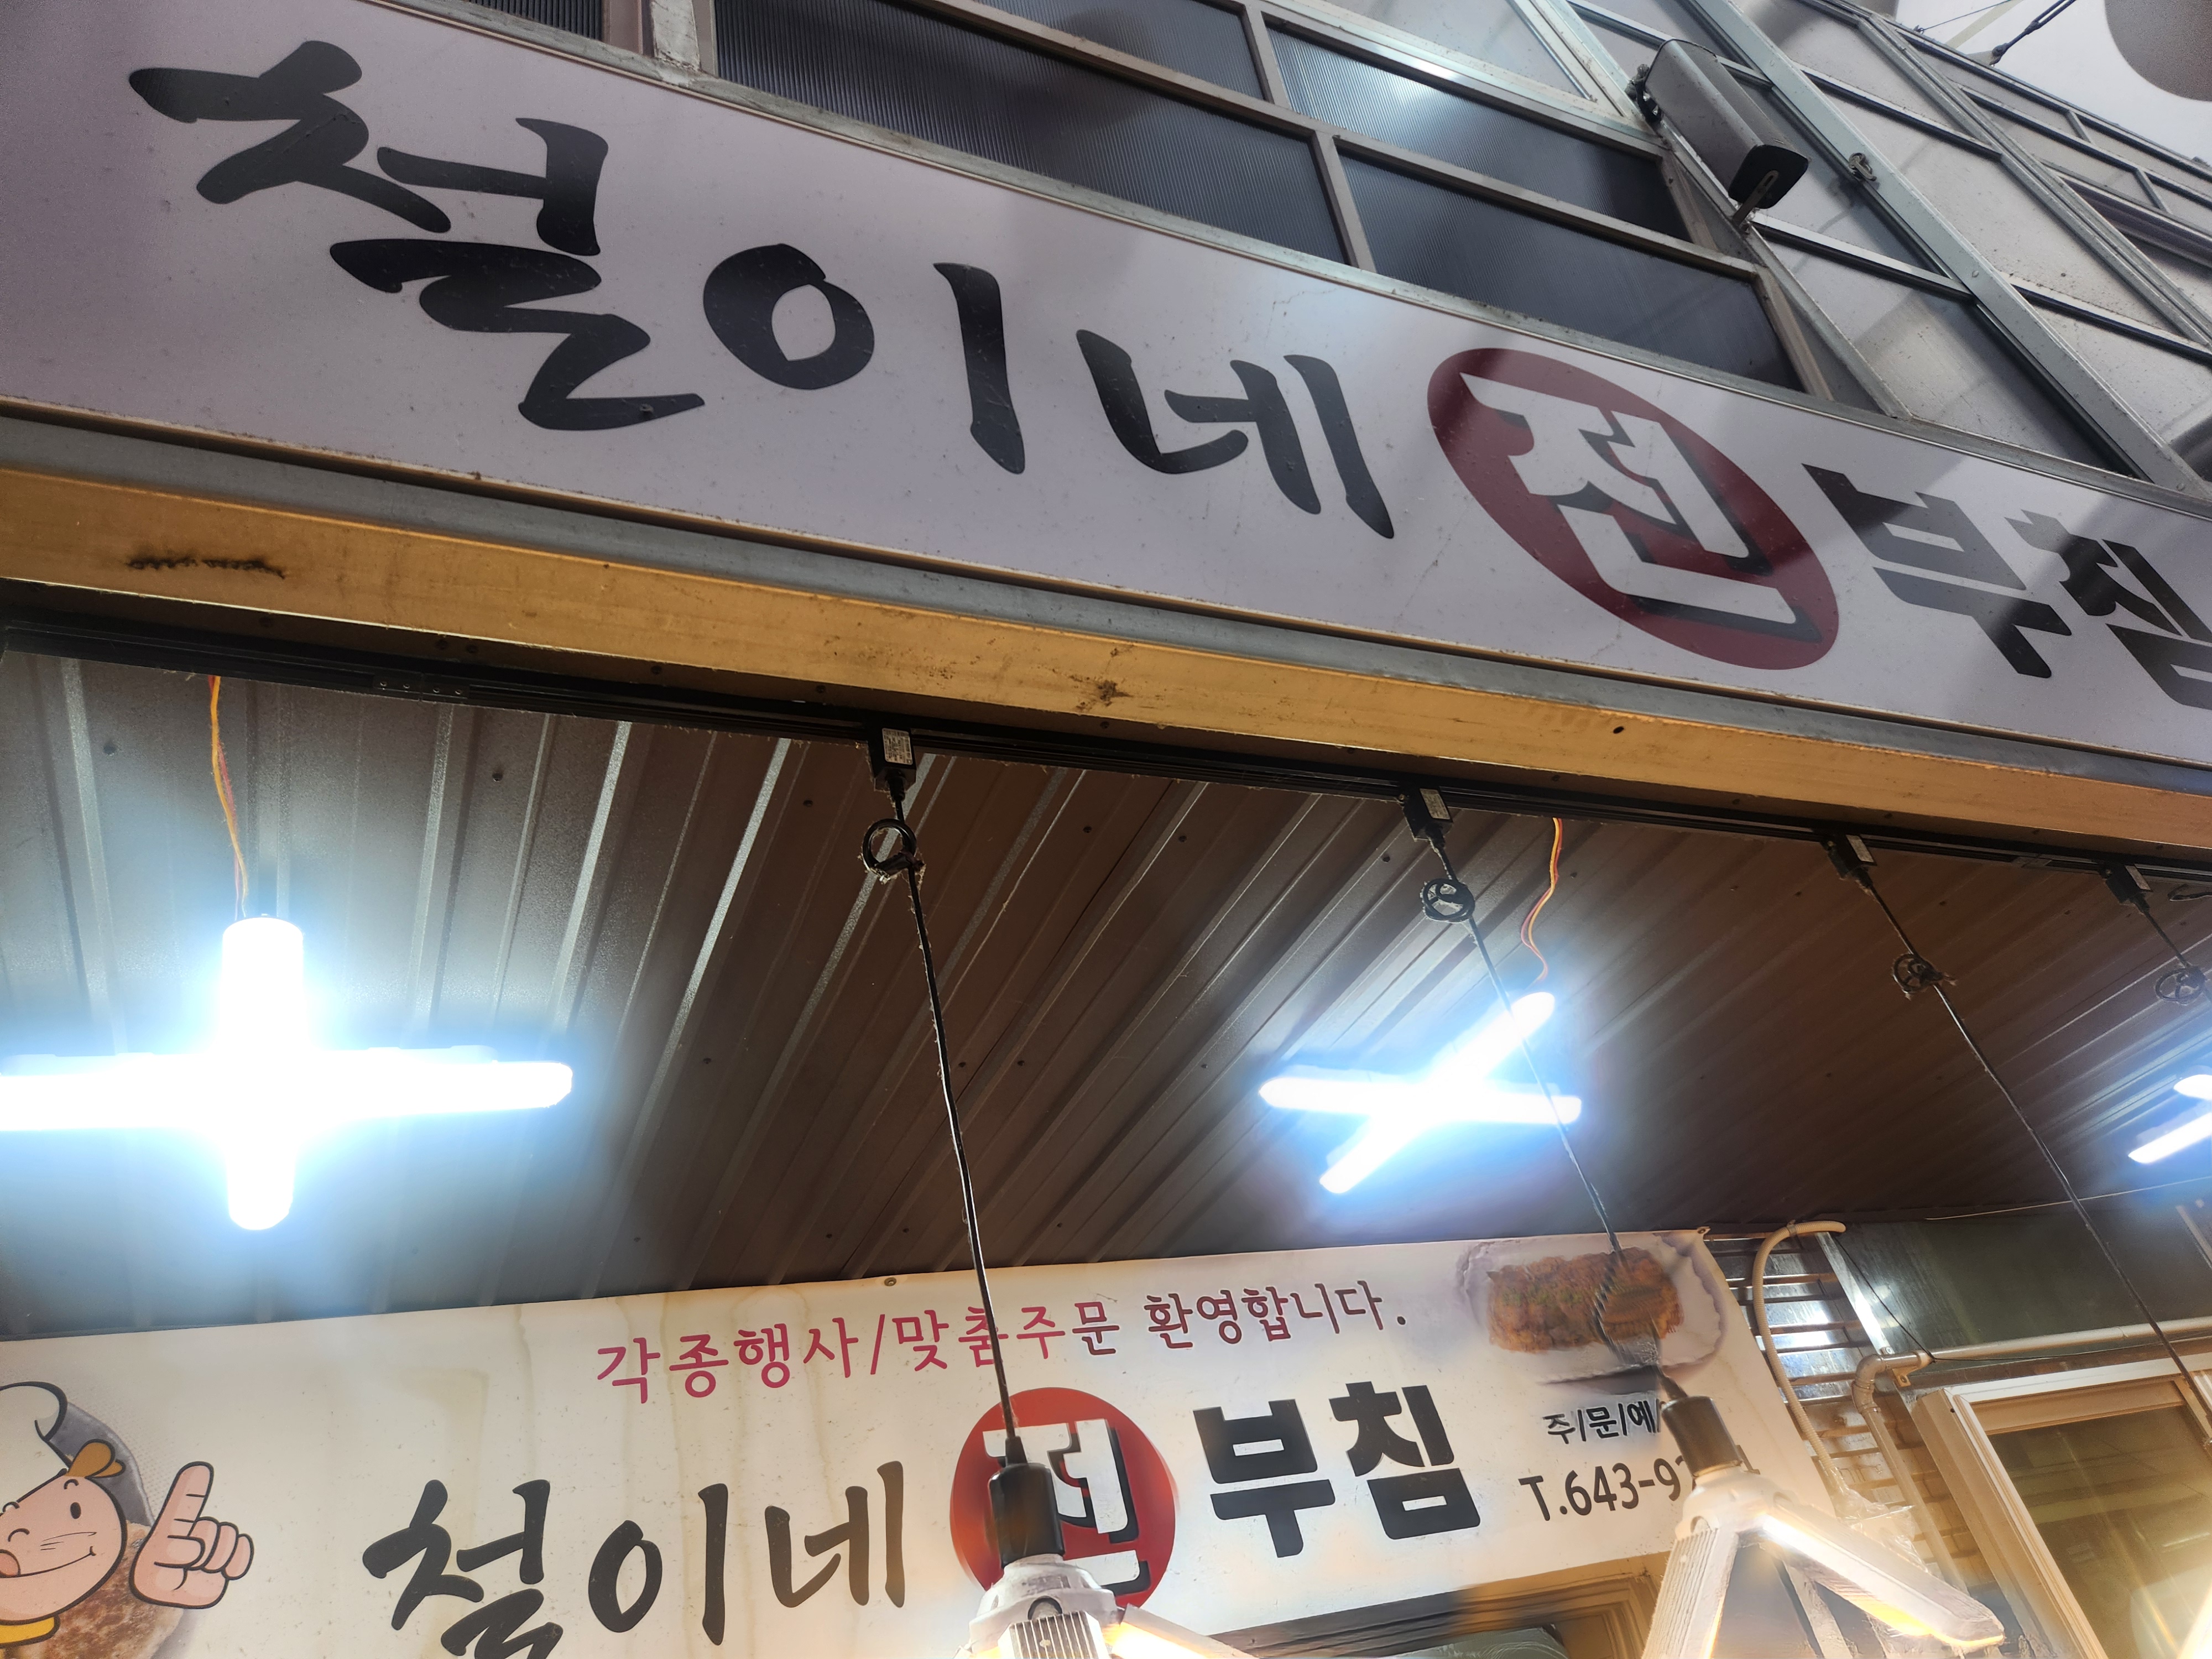 철이네 전 부침
각종행사/맞춤주문 환영합니다.
철이네 전 부침
주/문/예/
T.643-9